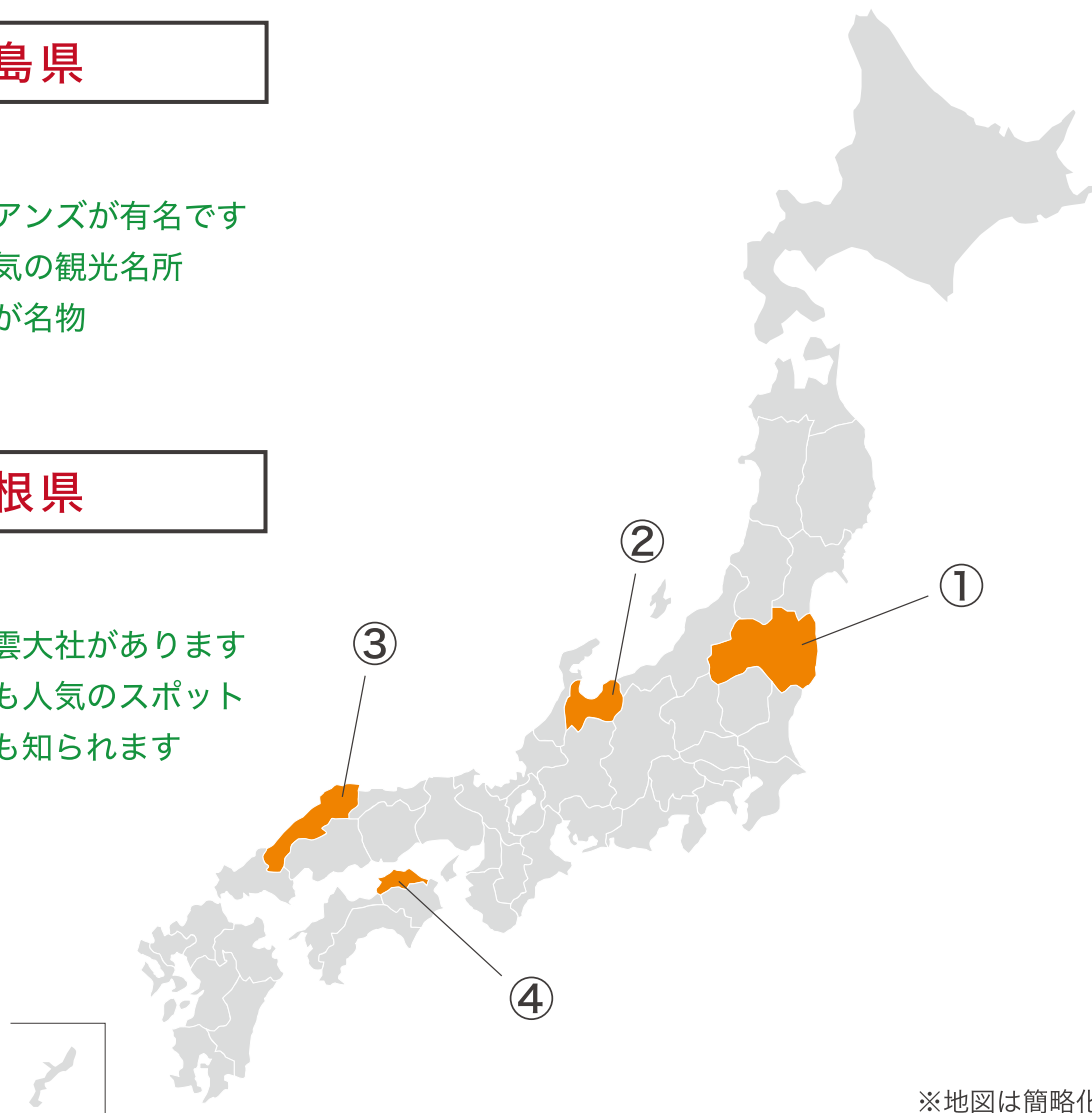 島県
アンズが有名です
気の観光名所
が名物
根県
雲大社があります
も人気のスポット
も知られます
②
①
③
④
※地図は簡略化